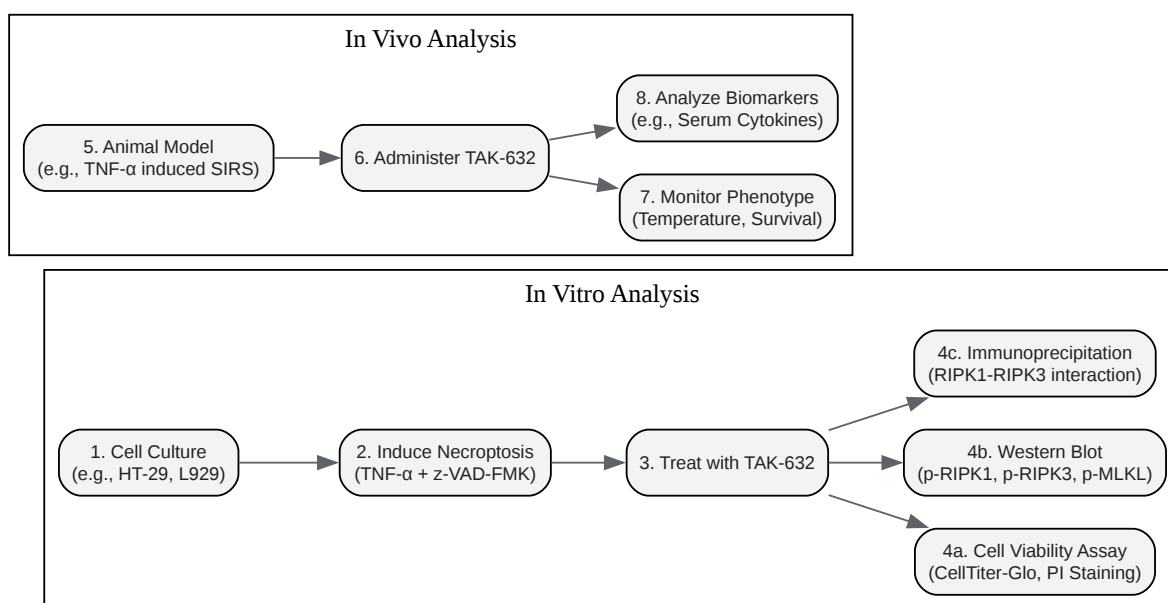 In Vivo Analysis
5. Animal Model
(e.g., TNF-α induced SIRS)
6. Administer TAK-632
8. Analyze Biomarkers
(e.g., Serum Cytokines)
7. Monitor Phenotype
(Temperature, Survival)
In Vitro Analysis
1. Cell Culture
(e.g., HT-29, L929)
2. Induce Necroptosis
(TNF-α + z-VAD-FMK)
3. Treat with TAK-632
4c. Immunoprecipitation
(RIPK1-RIPK3 interaction)
4b. Western Blot
(p-RIPK1, p-RIPK3, p-MLKL)
4a. Cell Viability Assay
(CellTiter-Glo, PI Staining)